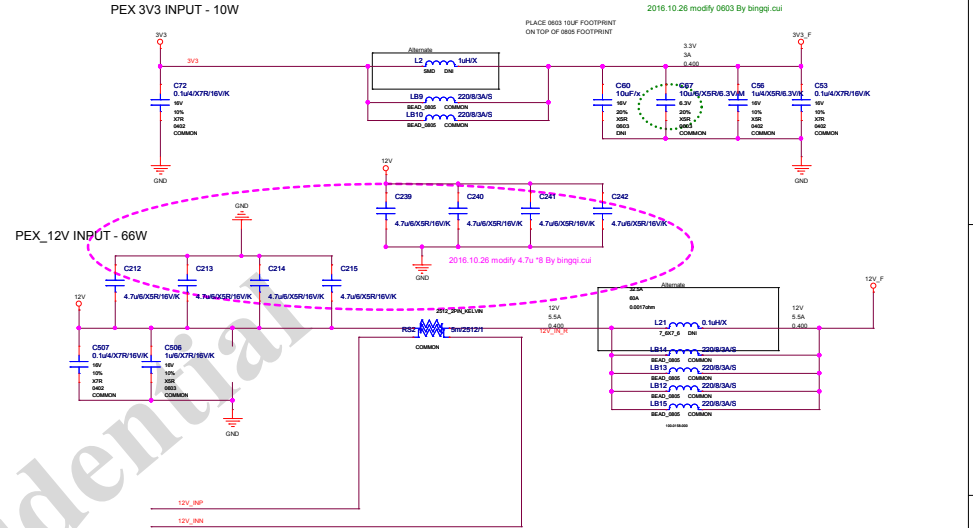 PEX 3V3 INPUT - 10W
2016.10.26 modify 0603 By bingqi.cui
PLACE 0603 10UF FOOTPRINT
ON TOP OF 0805 FOOTPRINT
3V3
3V3
Alternate
L2 1uH/X
SMD DNI
LB9 220/8/3A/S
BEAD_0805 COMMON
LB10 220/8/3A/S
BEAD_0805 COMMON
3.3V
3A
0.400
3V3_F
C72
0.1u/4/X7R/16V/K
16V
10%
X7R
0402
COMMON
GND
C60
10uF/x
16V
20%
X5R
0603
DNI
C67
10u/6/X5R/6.3V/M
6.3V
20%
X5R
0603
COMMON
C56
1u/4/X5R/6.3V/K
16V
10%
X5R
0402
COMMON
C53
0.1u/4/X7R/16V/K
16V
10%
X7R
0402
COMMON
GND
12V
C239
4.7u/6/X5R/16V/K
C240
4.7u/6/X5R/16V/K
C241
4.7u/6/X5R/16V/K
C242
4.7u/6/X5R/16V/K
GND
2016.10.26 modify 4.7u *8 By bingqi.cui
GND
PEX_12V INPUT - 66W
C212
4.7u/6/X5R/16V/K
C213
4.7u/6/X5R/16V/K
C214
4.7u/6/X5R/16V/K
C215
4.7u/6/X5R/16V/K
12V
C507
0.1u/4/X7R/16V/K
16V
10%
X7R
0402
COMMON
C506
1u/6/X7R/16V/K
16V
10%
X5R
0603
COMMON
GND
2512_2PIN_KELVIN
RS2 5m/2512/1
COMMON
12V
5.5A
0.400
12V_IN_R
Alternate
32.5A
60A
0.0017ohm
L21 0.1uH/X
7_6X7_6 DNI
LB14 220/8/3A/S
BEAD_0805 COMMON
LB13 220/8/3A/S
BEAD_0805 COMMON
LB12 220/8/3A/S
BEAD_0805 COMMON
LB15 220/8/3A/S
BEAD_0805 COMMON
12V
5.5A
0.400
12V_F
12V_INP
12V_INN
idential